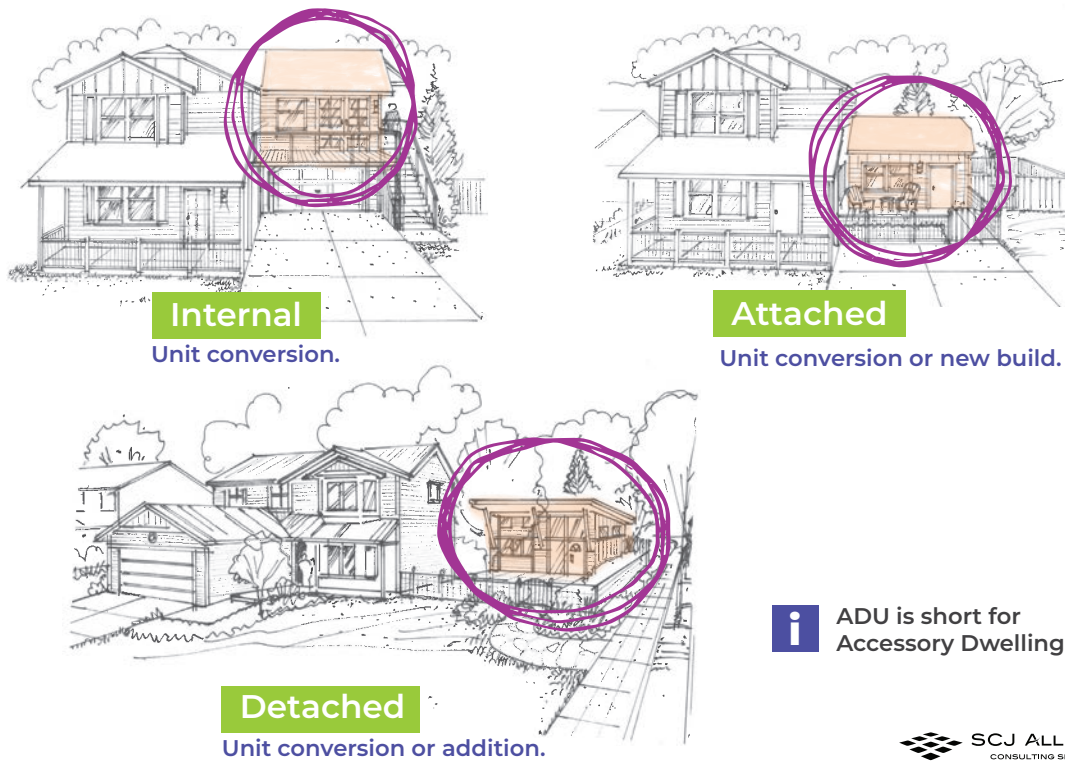 Internal
Unit conversion.
Attached
Unit conversion or new build.
Detached
Unit conversion or addition.
i
ADU is short for
Accessory Dwelling
SCJ ALL
CONSULTING